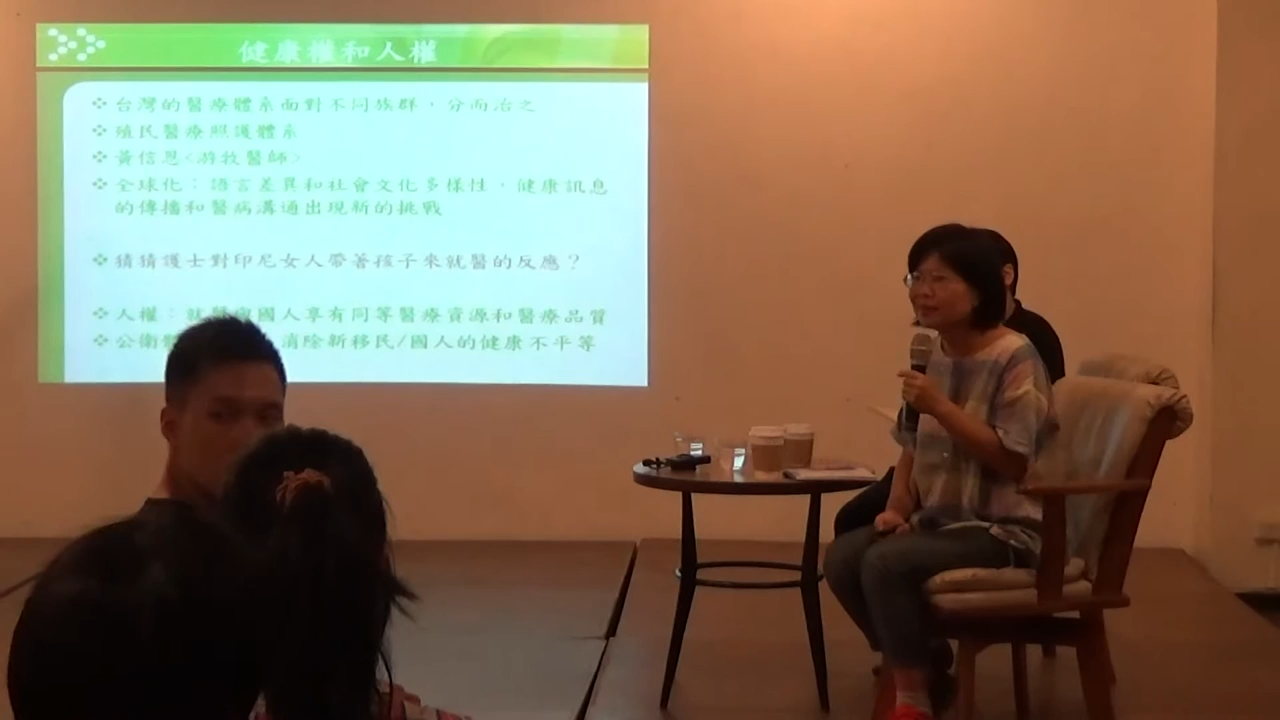 健康權和人權
台灣的醫療體系面對不同族群，分而治之
殖民醫療照護體系
黃信恩<游牧醫師>
全球化：語言差異和社會文化多樣性，健康訊息
的傳播和醫病溝通出現新的挑戰
猜猜護士對印尼女人帶著孩子來就醫的反應？
人權：就醫 國人享有同等醫療資源和醫療品質
公衛 消除新移民/國人的健康不平等